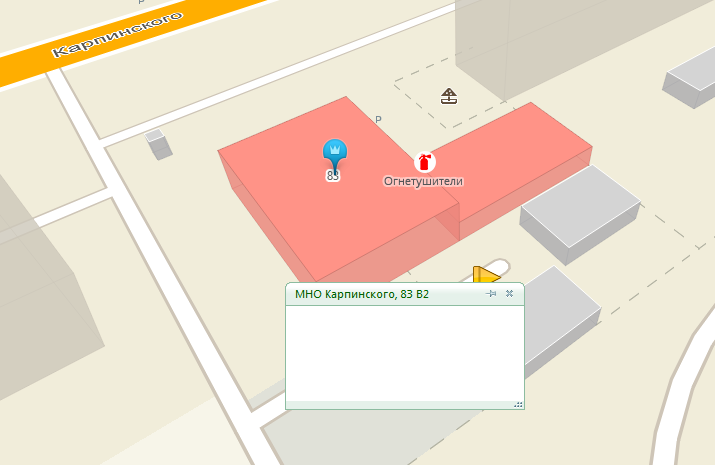 Р
Карпинского
Р
83
Огнетушители
МНО Карпинского, 83 В2